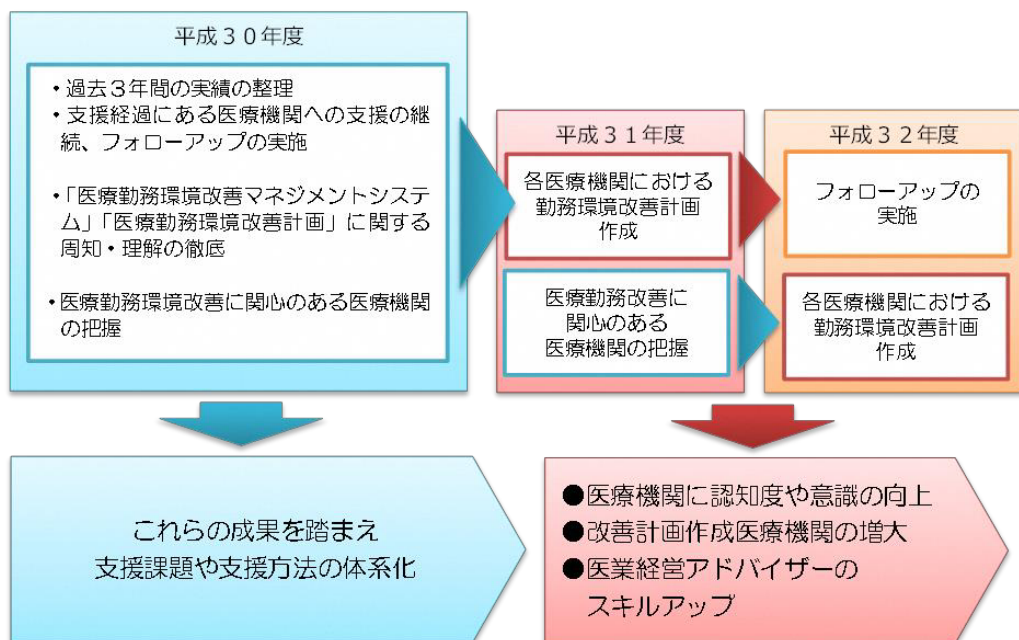 平成３０年度
・過去３年間の実績の整理
・支援経過にある医療機関への支援の継
続、フォローアップの実施
・「医療勤務環境改善マネジメントシステ
ム」「医療勤務環境改善計画」に関する
周知・理解の徹底
・医療勤務環境改善に関心のある医療機関
の把握
平成３１年度
各医療機関における
勤務環境改善計画
作成
医療勤務改善に
関心のある
医療機関の把握
平成３２年度
フォローアップの
実施
各医療機関における
勤務環境改善計画
作成
これらの成果を踏まえ
支援課題や支援方法の体系化
●医療機関に認知度や意識の向上
●改善計画作成医療機関の増大
●医業経営アドバイザーの
スキルアップ